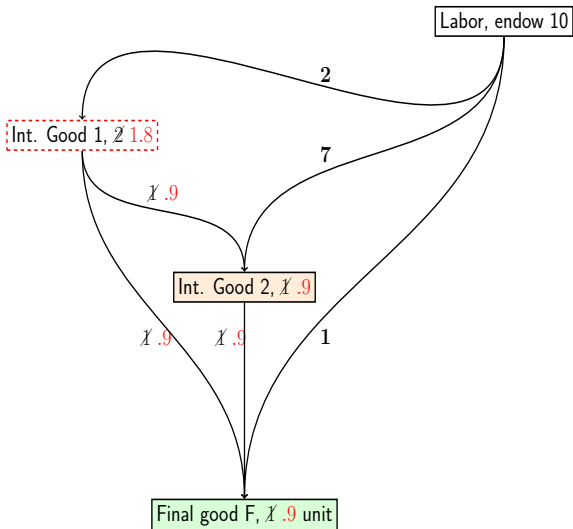 Labor, endow 10
2
Int. Good 1, 2 1.8
7
1 .9
Int. Good 2, 1 .9
1 .9
1 .9
1
Final good F, 1 .9 unit